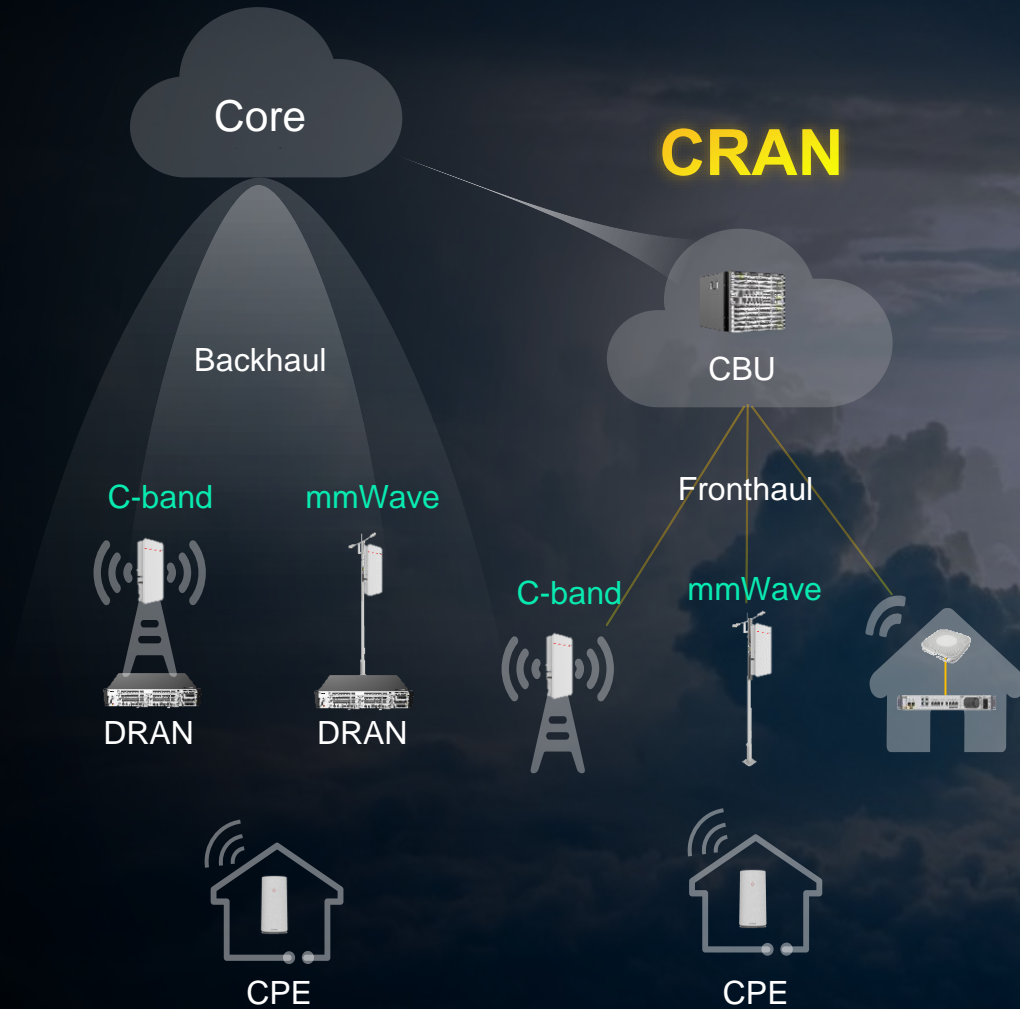 Core
CRAN
Backhaul
CBU
Fronthaul
C-band
mmWave
C-band
mmWave
DRAN
DRAN
CPE
CPE